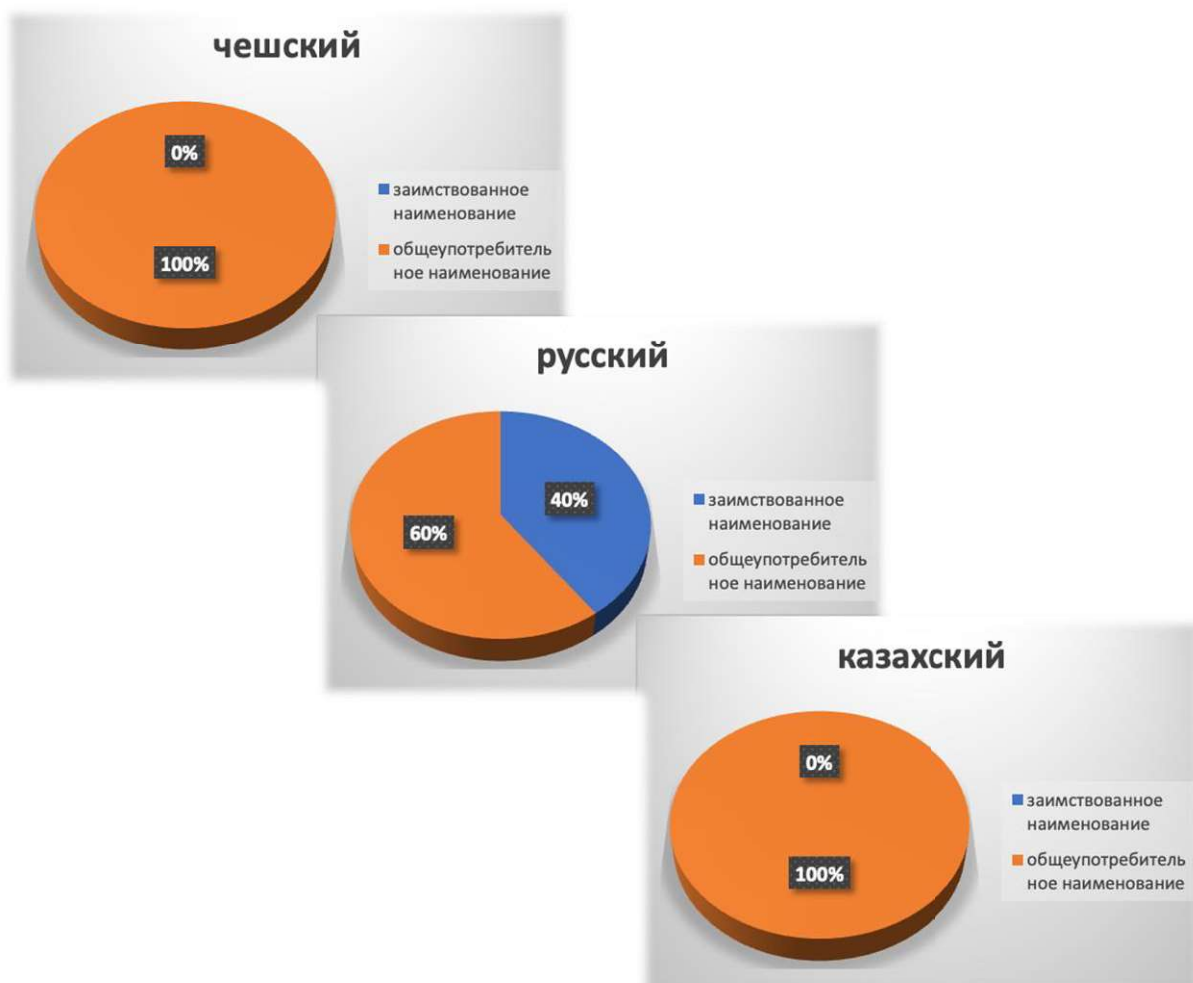 чешский
0%
100%
заимствованное
наименование
общеупотребитель
ное наименование
русский
40%
60%
заимствованное
наименование
общеупотребитель
ное наименование
казахский
0%
100%
заимствованное
наименование
общеупотребитель
ное наименование